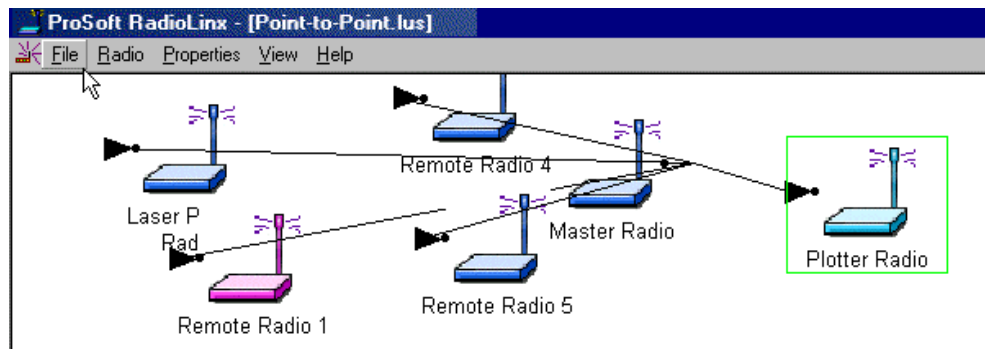 ProSoft RadioLinx - [Point-to-Point.lus]
File Radio Properties View Help
Remote Radio 4
Laser P
Rad
Master Radio
Plotter Radio
Remote Radio 5
Remote Radio 1